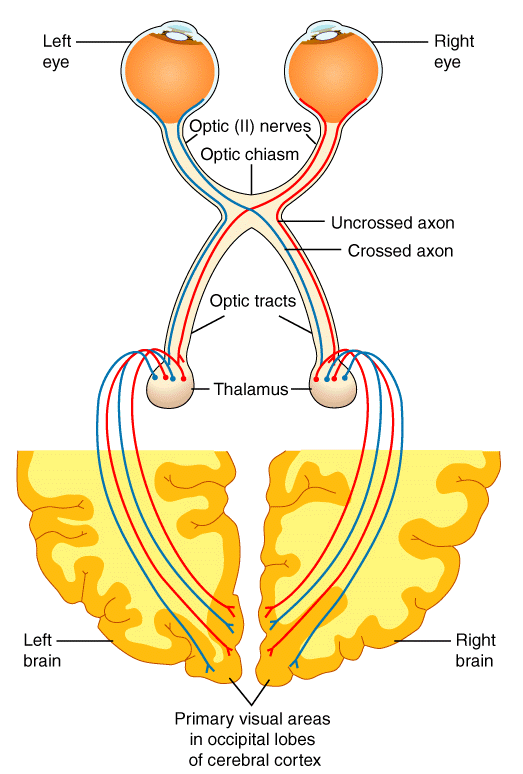 Left
eye
Right
eye
Optic (II) nerves
Optic chiasm
Uncrossed axon
Crossed axon
Optic tracts
Thalamus
Left
brain
Right
brain
Primary visual areas
in occipital lobes
of cerebral cortex